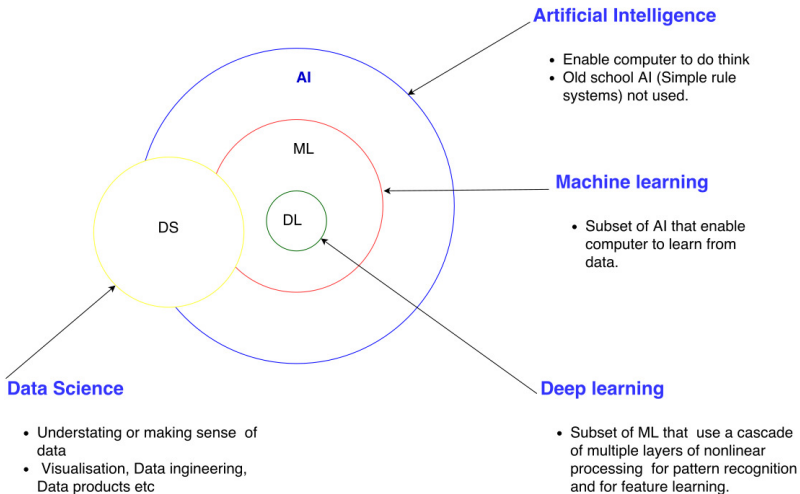 Artificial Intelligence
• Enable computer to do think
• Old school AI (Simple rule
systems) not used.
AI
ML
DS
DL
Machine learning
• Subset of AI that enable
computer to learn from
data.
Data Science
• Understating or making sense of
data
• Visualisation, Data ingineering,
Data products etc
Deep learning
• Subset of ML that use a cascade
of multiple layers of nonlinear
processing for pattern recognition
and for feature learning.